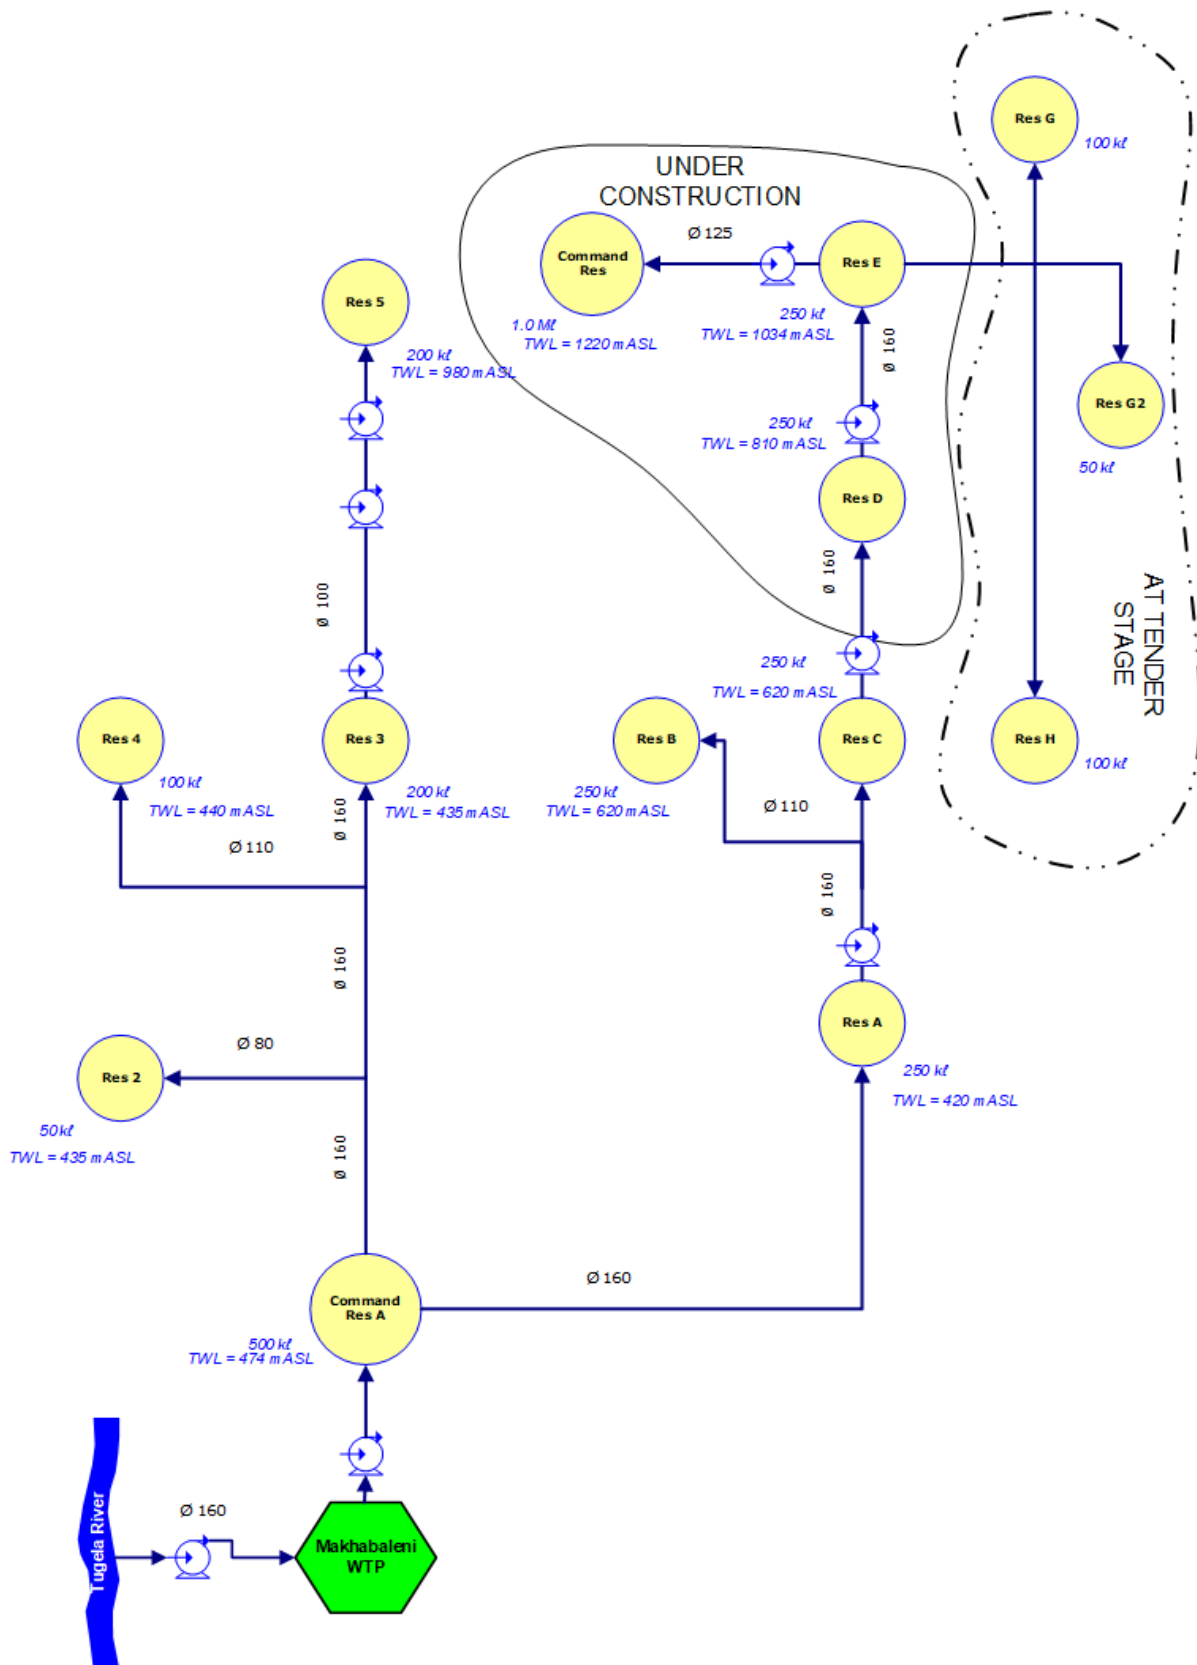 Res G
100 kℓ
UNDER
CONSTRUCTION
Ø 125
Command
Res
Res E
1.0 Mℓ
TWL = 1220 m ASL
250 kℓ
TWL = 1034 m ASL
Ø 160
Res 5
200 kℓ
TWL = 980 m ASL
Res G2
50 kℓ
250 kℓ
TWL = 810 m ASL
Res D
Ø 160
Ø 100
AT TENDER
STAGE
250 kℓ
TWL = 620 m ASL
Res 4
100 kℓ
TWL = 440 m ASL
Res 3
200 kℓ
TWL = 435 m ASL
Res B
250 kℓ
TWL = 620 m ASL
Res C
Res H
100 kℓ
Ø 160
Ø 110
Ø 110
Ø 160
Ø 160
Res A
250 kℓ
TWL = 420 m ASL
Ø 80
Res 2
50 kℓ
TWL = 435 m ASL
Ø 160
Ø 160
Command
Res A
500 kℓ
TWL = 474 m ASL
Ø 160
Tugela River
Makhabaleni
WTP